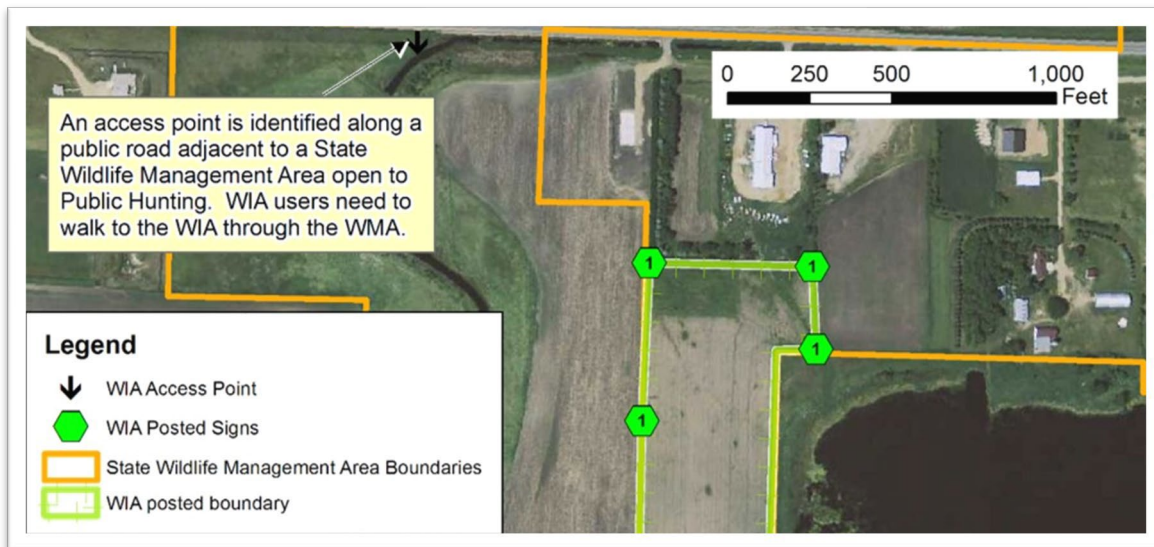 0 250 500 1,000
Feet
An access point is identified along a
public road adjacent to a State
Wildlife Management Area open to
Public Hunting. WIA users need to
walk to the WIA through the WMA.
1 1
1
1
Legend
WIA Access Point
WIA Posted Signs
State Wildlife Management Area Boundaries
WIA posted boundary